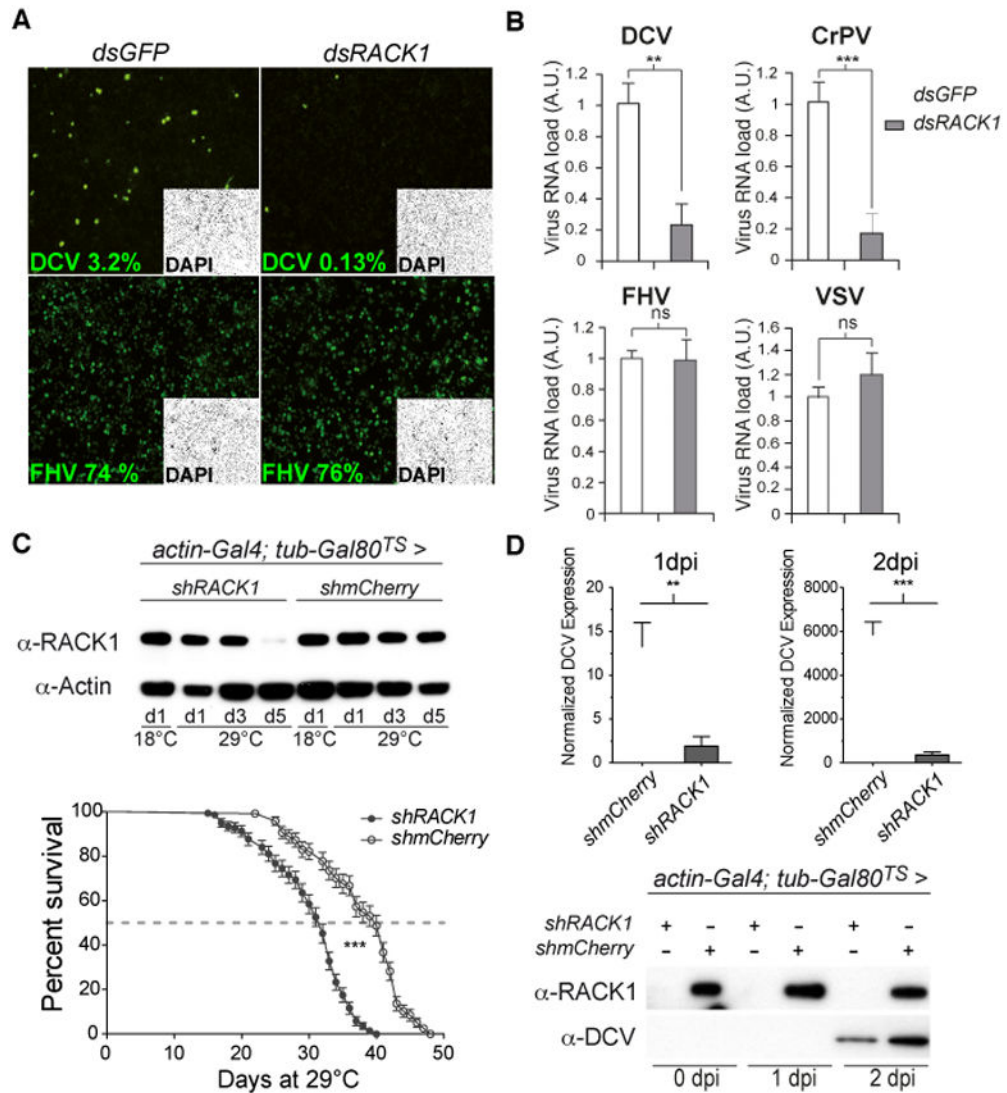 A
dsGFP dsRACK1
DCV 3.2% DAPI DCV 0.13% DAPI
FHV 74 % DAPI FHV 76% DAPI
B
DCV CrPV
** ***
dsGFP
dsRACK1
Virus RNA load (A.U.)
1.2
1
0.8
0.6
0.4
0.2
0
Virus RNA load (A.U.)
1.2
1
0.8
0.6
0.4
0.2
0
FHV VSV
ns ns
Virus RNA load (A.U.)
1.2
1
0.8
0.6
0.4
0.2
0
Virus RNA load (A.U.)
1.6
1.4
1.2
1
0.8
0.6
0.4
0.2
0
C
actin-Gal4; tub-Gal80TS >
shRACK1 shmCherry
α-RACK1
α-Actin
d1 d1 d3 d5 d1 d1 d3 d5
18°C 29°C 18°C 29°C
Percent survival
100
80
60
40
20
0
shRACK1
shmCherry
***
0 10 20 30 40 50
Days at 29°C
D
1dpi 2dpi
** ***
Normalized DCV Expression
20
15
10
5
0
shmCherry shRACK1
Normalized DCV Expression
8000
6000
4000
2000
0
shmCherry shRACK1
actin-Gal4; tub-Gal80TS >
shRACK1 + - + - + -
shmCherry - + - + - +
α-RACK1
α-DCV
0 dpi 1 dpi 2 dpi